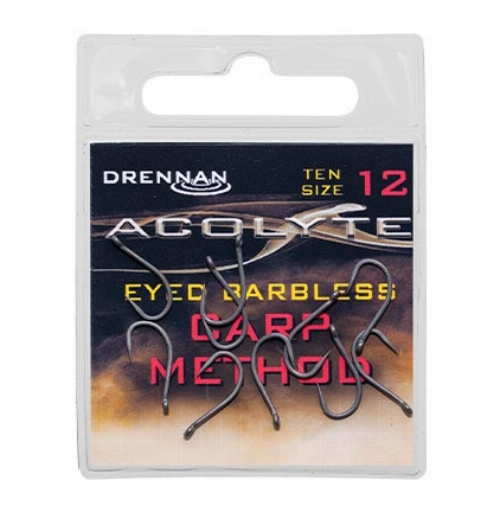 DRENNAN
TEN
SIZE 12
ACOLYTE
EYED BARBLESS
CARP
METHOD